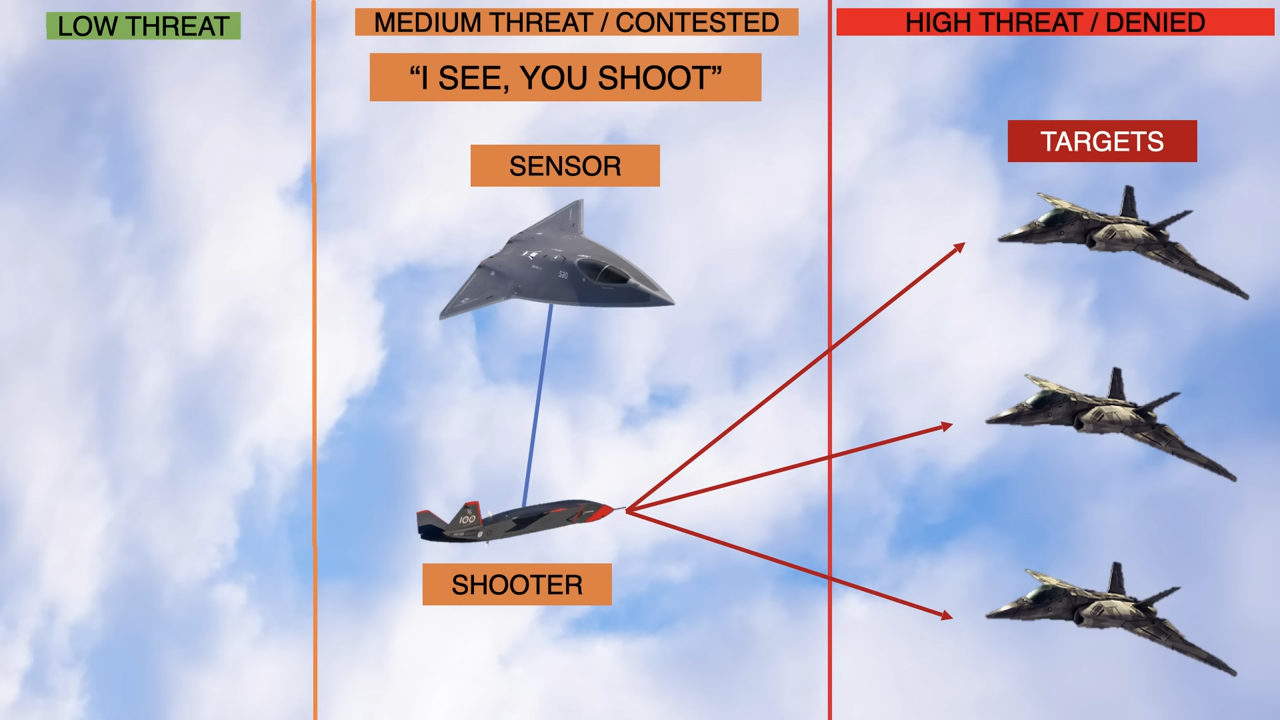 LOW THREAT
MEDIUM THREAT / CONTESTED
HIGH THREAT / DENIED
“I SEE, YOU SHOOT”
TARGETS
SENSOR
100
SHOOTER